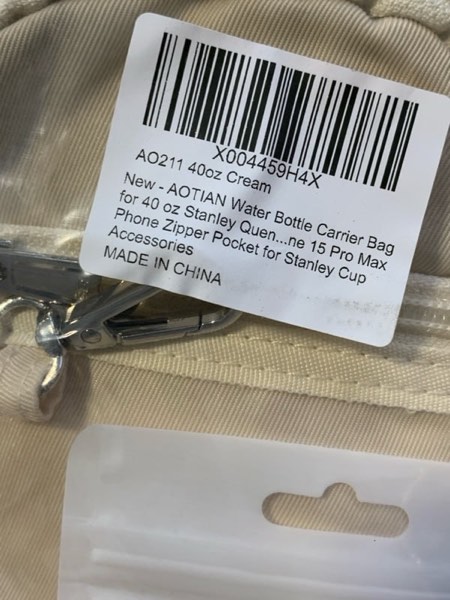 X004459H4X
AO211 40oz Cream
New - AOTIAN Water Bottle Carrier Bag
for 40 oz Stanley Quen...ne 15 Pro Max
Phone Zipper Pocket for Stanley Cup
Accessories
MADE IN CHINA